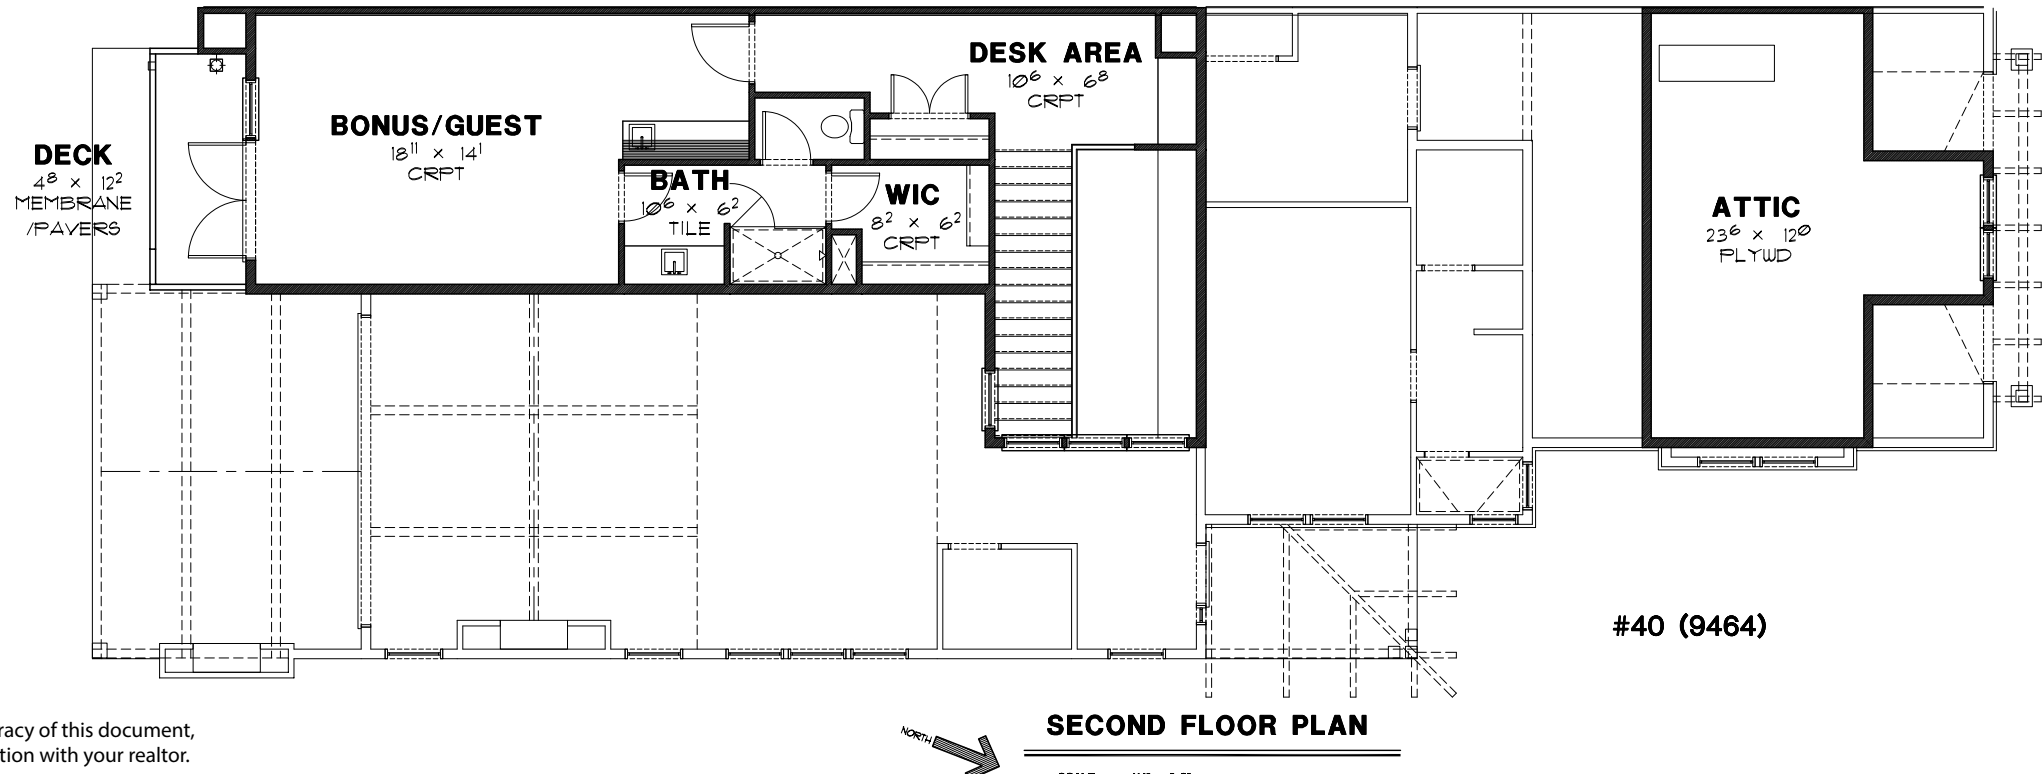 DESK AREA
10⁶ × 6⁸
CRPT
BONUS/GUEST
18¹¹ × 14¹
CRPT
DECK
4⁸ × 12²
MEMBRANE
/PAVERS
BATH
10⁶ × 6²
TILE
WIC
8² × 6²
CRPT
ATTIC
23⁶ × 12⁰
PLYWD
#40 (9464)
racy of this document,
tion with your realtor.
NORTH
SECOND FLOOR PLAN